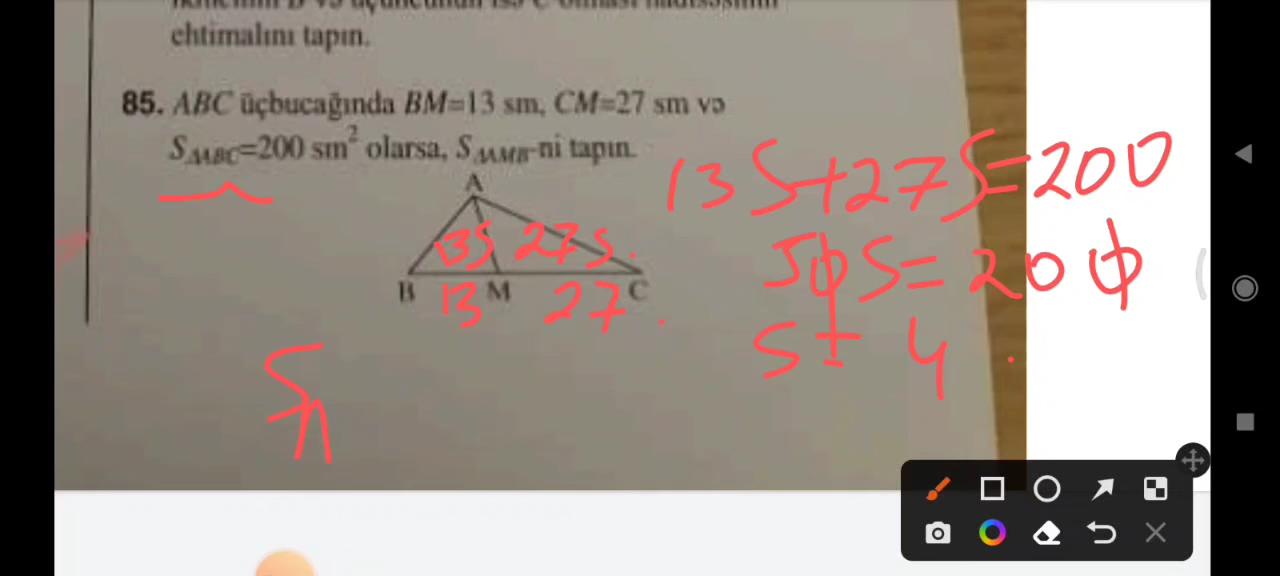 ehtimalını tapın.
85. ABC üçbucağında BM=13 sm, CM=27 sm və
S△ABC=200 sm² olarsa, S△AMB-ni tapın.
A
13S 27S.
B 13 M 27 C
13S+27S=200
50S=200
S=4